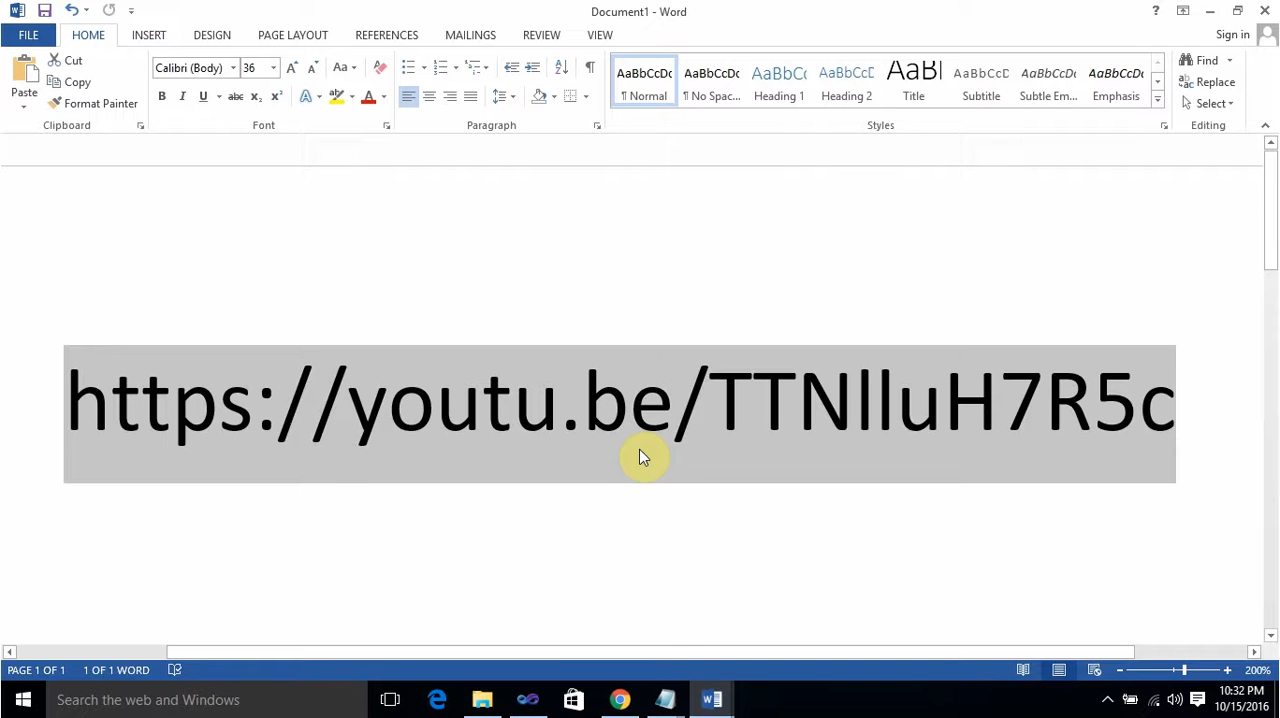 Document1 - Word
Sign in
FILE HOME INSERT DESIGN PAGE LAYOUT REFERENCES MAILINGS REVIEW VIEW
Paste
Cut
Copy
Format Painter
Clipboard
Calibri (Body) 36
Font
Paragraph
AaBbCcDc AaBbCcDc AaBbCc AaBbCcD AaBl AaBbCcD AaBbCcDc AaBbCcDc
¶ Normal ¶ No Spac... Heading 1 Heading 2 Title Subtitle Subtle Em... Emphasis
Styles
Find
Replace
Select
Editing
https://youtu.be/TTNlluH7R5c
PAGE 1 OF 1 1 OF 1 WORD
200%
Search the web and Windows
10:32 PM
10/15/2016